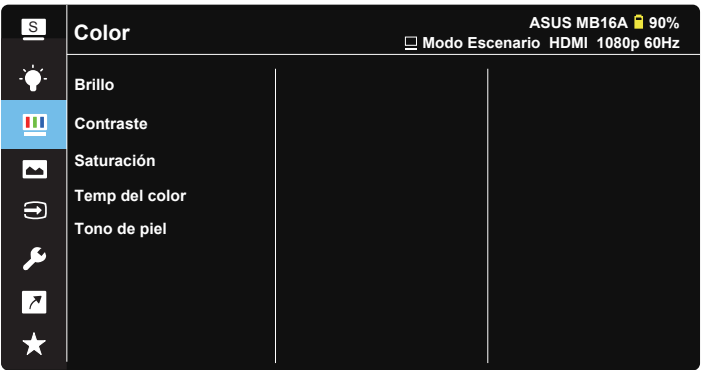 S
Color
ASUS MB16A 90%
Modo Escenario HDMI 1080p 60Hz
Brillo
Contraste
Saturación
Temp del color
Tono de piel